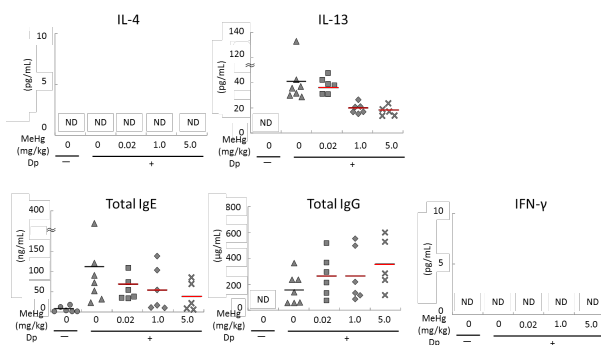 IL-4
10
5
0
(pg/mL)
ND ND ND ND ND
MeHg (mg/kg) 0 0 0.02 1.0 5.0
Dp — +
IL-13
140
120
40
20
0
(pg/mL)
ND
MeHg (mg/kg) 0 0 0.02 1.0 5.0
Dp — +
Total IgE
400
150
100
50
0
(ng/mL)
MeHg (mg/kg) 0 0 0.02 1.0 5.0
Dp — +
Total IgG
800
600
400
200
0
(μg/mL)
ND
MeHg (mg/kg) 0 0 0.02 1.0 5.0
Dp — +
IFN-γ
10
5
0
(pg/mL)
ND ND ND ND ND
MeHg (mg/kg) 0 0 0.02 1.0 5.0
Dp — +